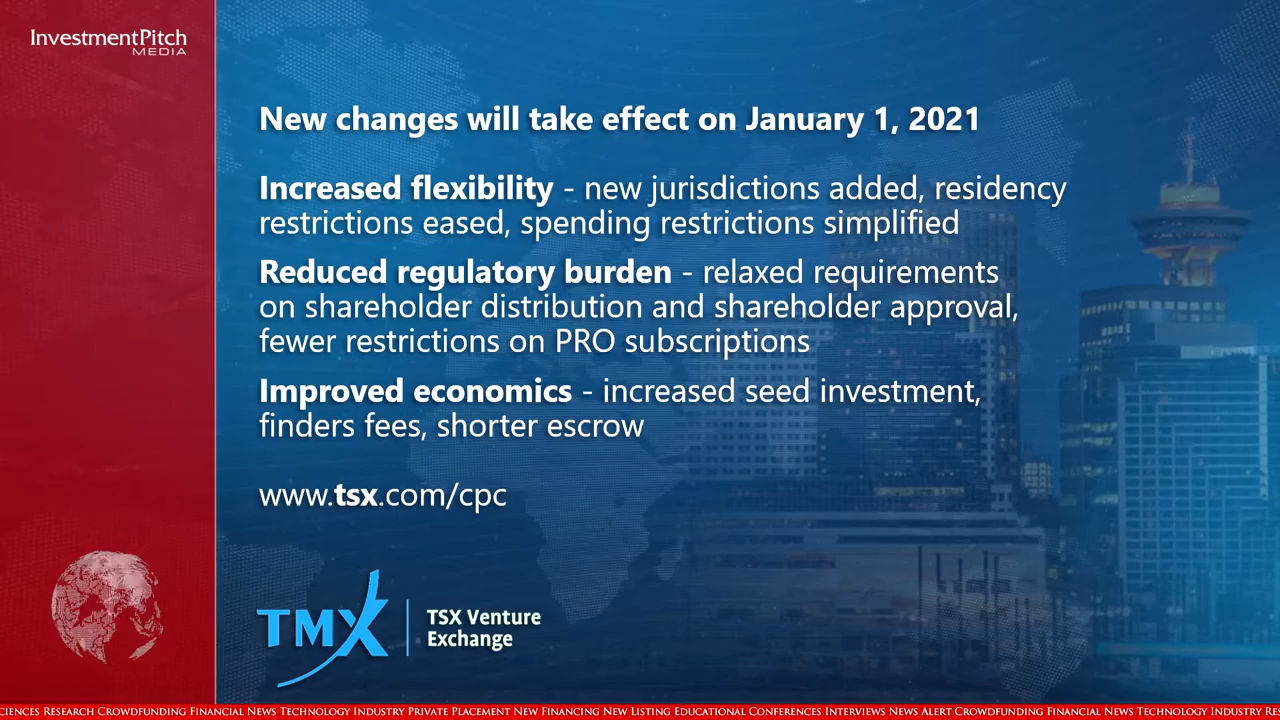 InvestmentPitch
MEDIA
New changes will take effect on January 1, 2021
Increased flexibility - new jurisdictions added, residency
restrictions eased, spending restrictions simplified
Reduced regulatory burden - relaxed requirements
on shareholder distribution and shareholder approval,
fewer restrictions on PRO subscriptions
Improved economics - increased seed investment,
finders fees, shorter escrow
www.tsx.com/cpc
TMX
TSX Venture
Exchange
CIENCES RESEARCH CROWDFUNDING FINANCIAL NEWS TECHNOLOGY INDUSTRY PRIVATE PLACEMENT NEW FINANCING NEW LISTING EDUCATIONAL CONFERENCES INTERVIEWS NEWS ALERT CROWDFUNDING FINANCIAL NEWS TECHNOLOGY INDUSTRY RE